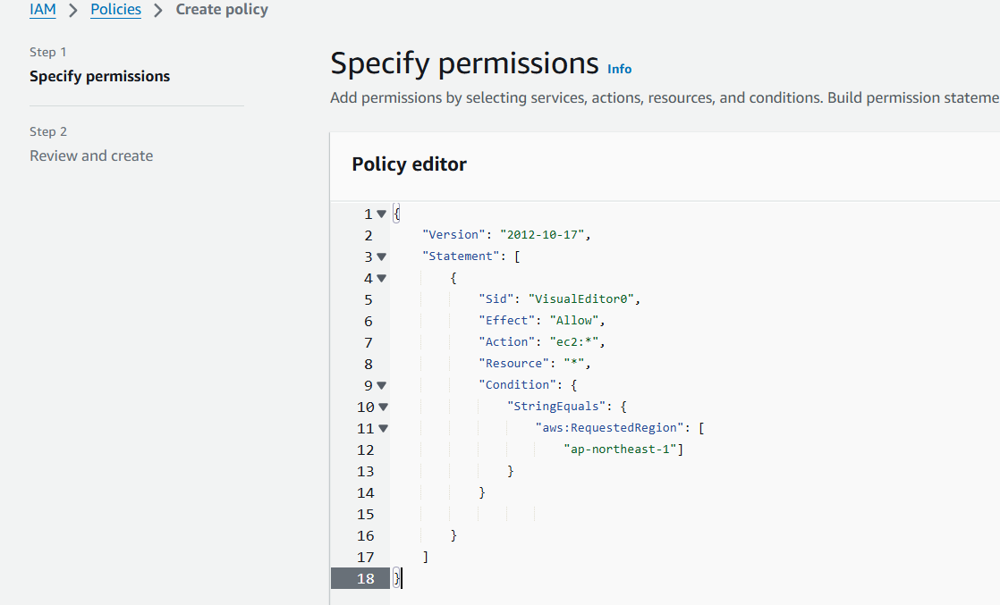 IAM > Policies > Create policy
Step 1
Specify permissions
Step 2
Review and create
Specify permissions Info
Add permissions by selecting services, actions, resources, and conditions. Build permission stateme
Policy editor
1 {
2 "Version": "2012-10-17",
3 "Statement": [
4 {
5 "Sid": "VisualEditor0",
6 "Effect": "Allow",
7 "Action": "ec2:*",
8 "Resource": "*",
9 "Condition": {
10 "StringEquals": {
11 "aws:RequestedRegion": [
12 "ap-northeast-1"]
13 }
14 }
15
16 }
17 ]
18 }